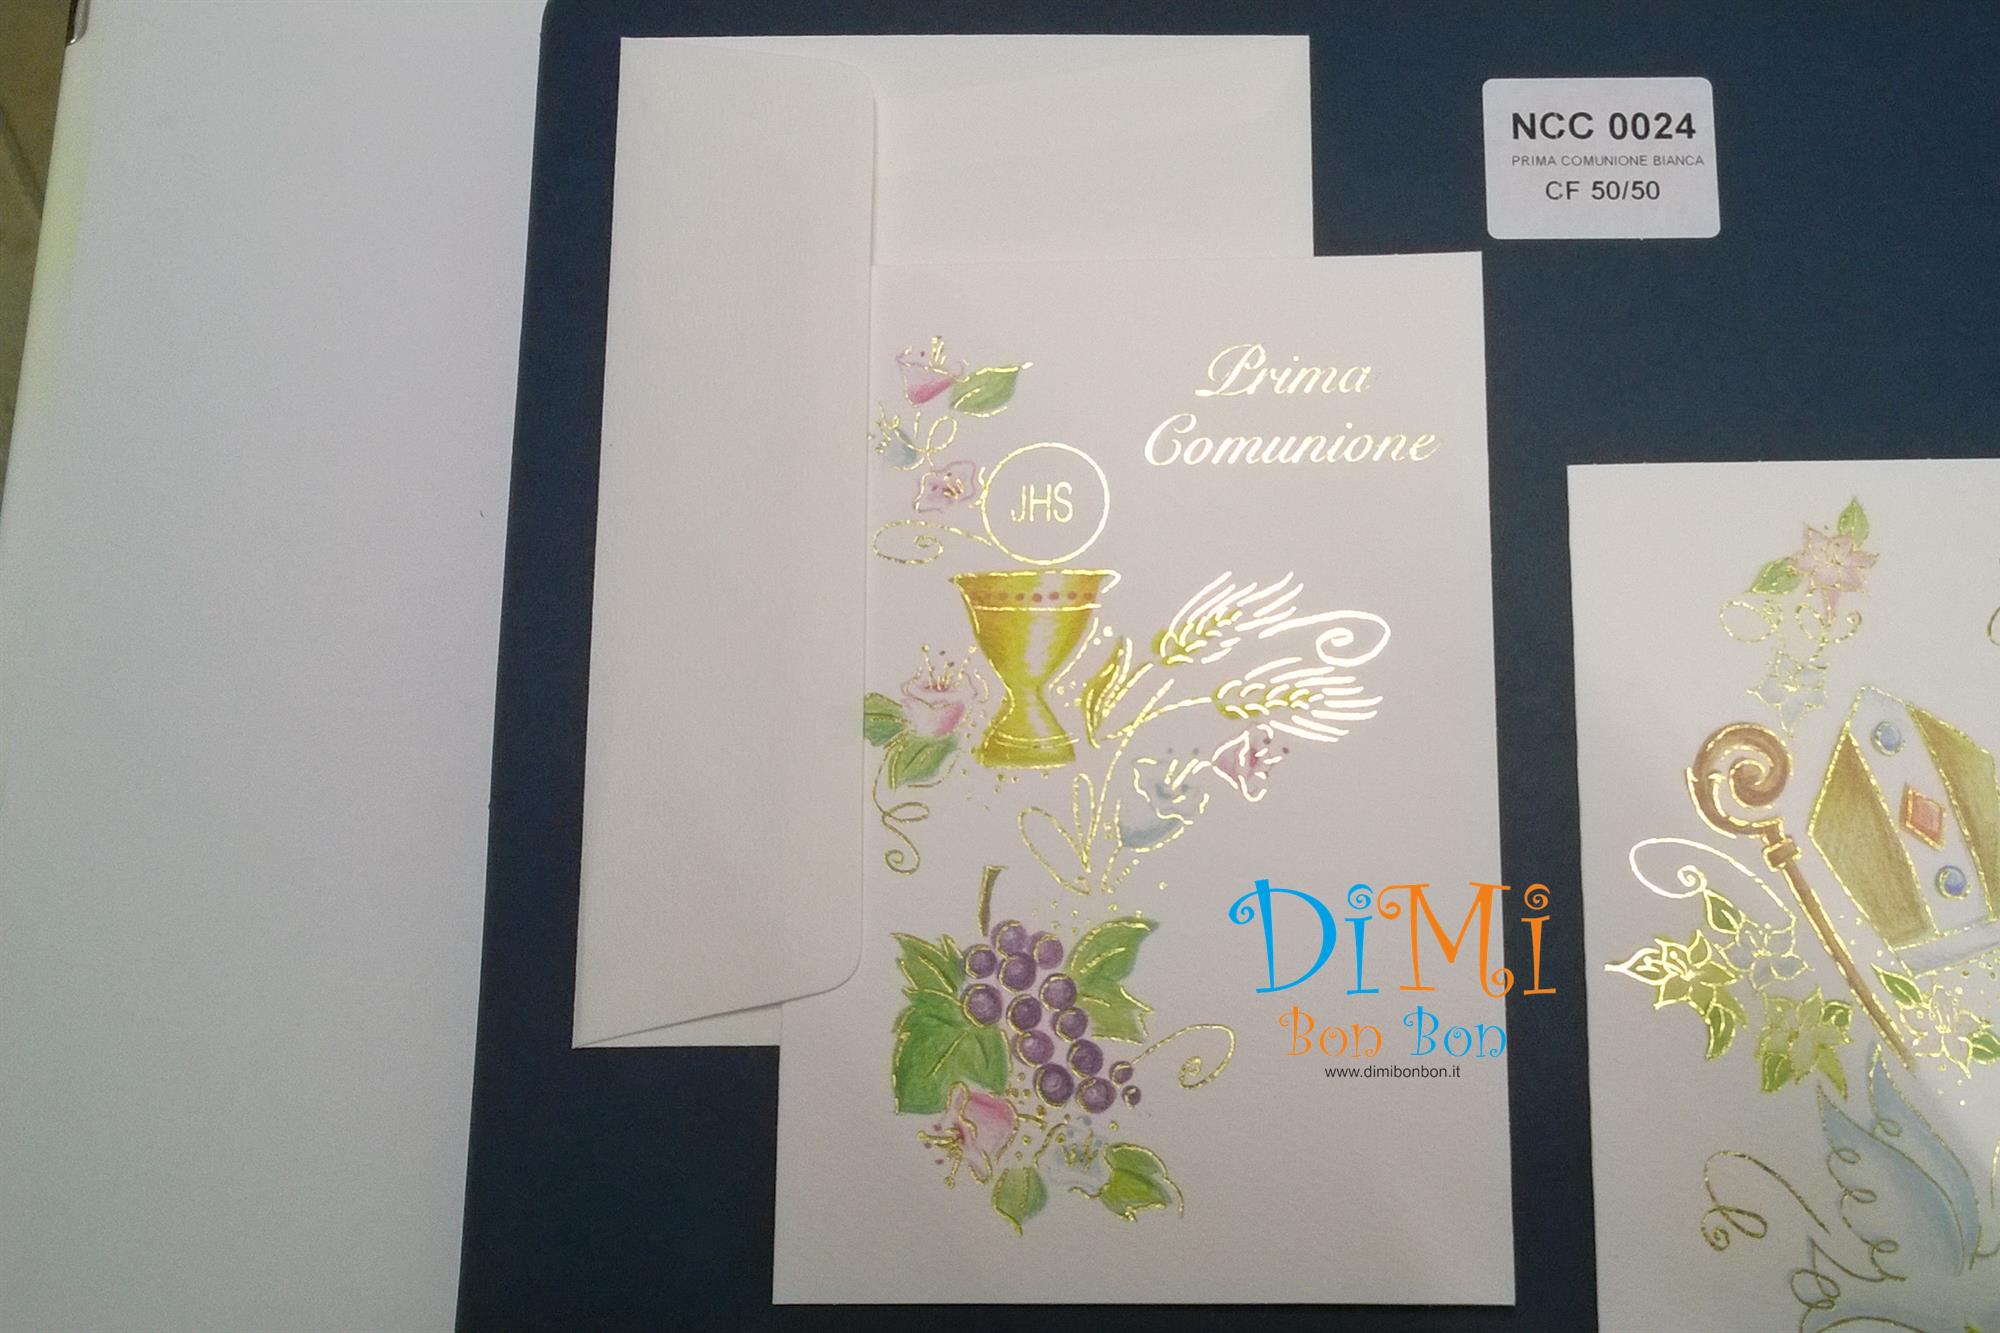 NCC 0024
PRIMA COMUNIONE BIANCA
CF 50/50
Prima
Comunione
JHS
DiMi
Bon Bon
www.dimibonbon.it